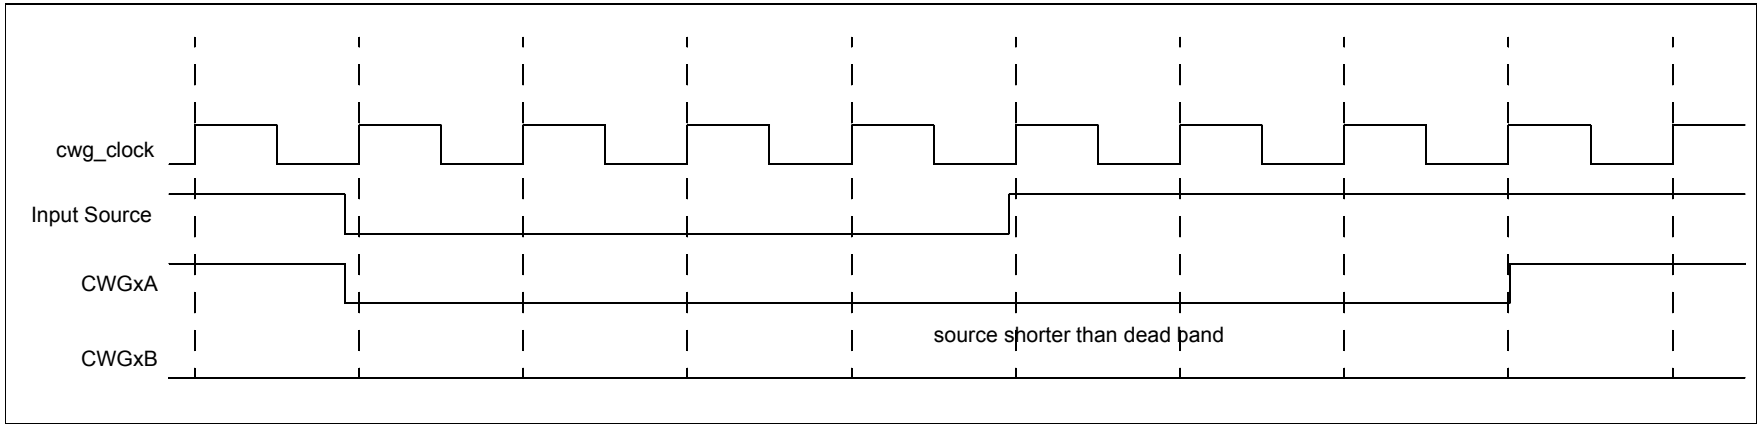 cwg_clock
Input Source
CWGxA
source shorter than dead band
CWGxB